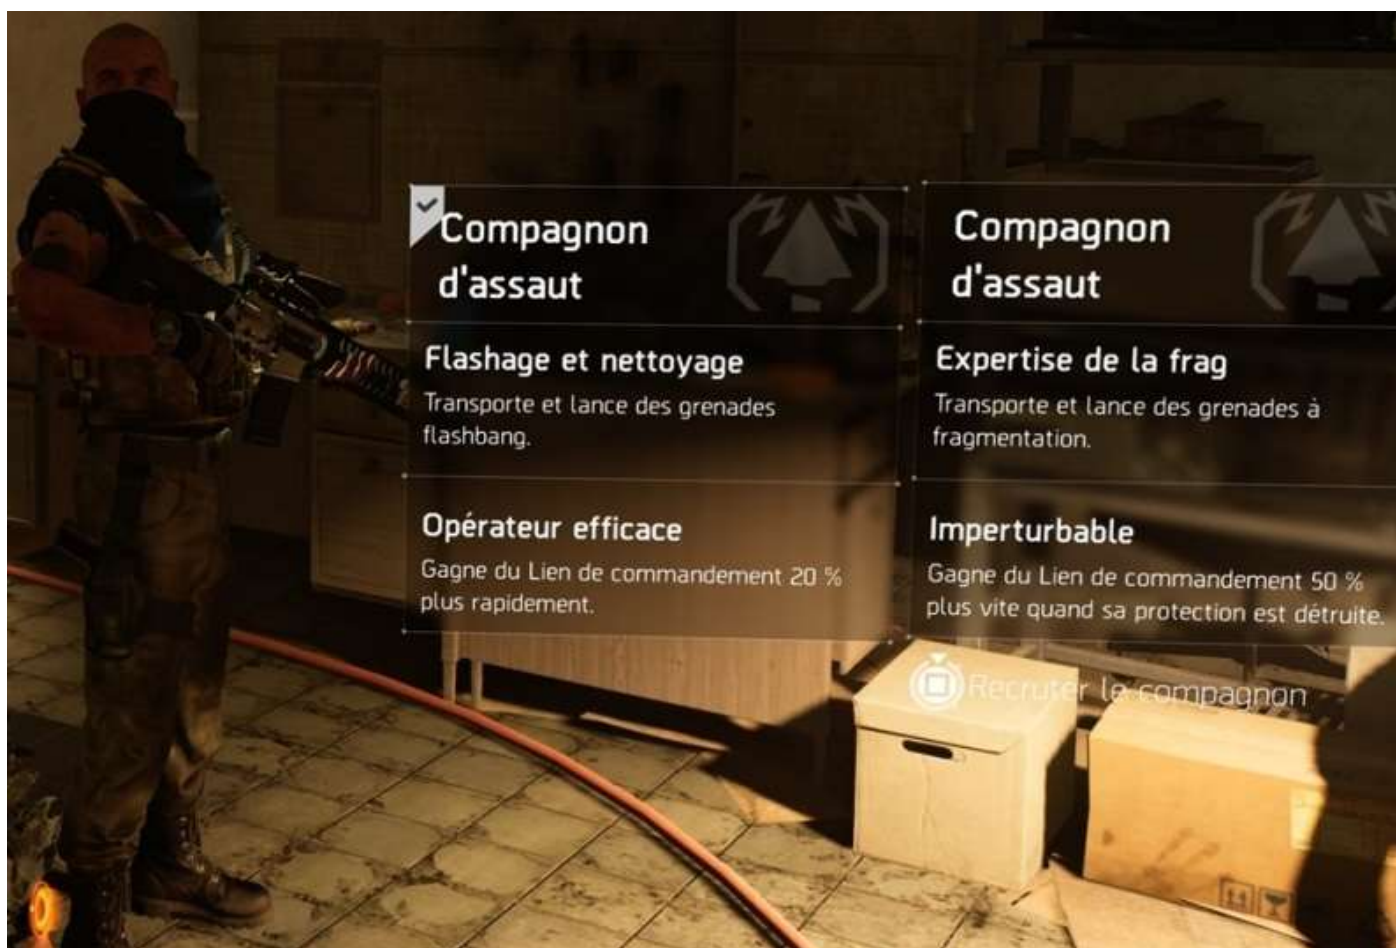 Compagnon
d'assaut
Flashage et nettoyage
Transporte et lance des grenades
flashbang.
Opérateur efficace
Gagne du Lien de commandement 20 %
plus rapidement.
Compagnon
d'assaut
Expertise de la frag
Transporte et lance des grenades à
fragmentation.
Imperturbable
Gagne du Lien de commandement 50 %
plus vite quand sa protection est détruite.
Recruter le compagnon